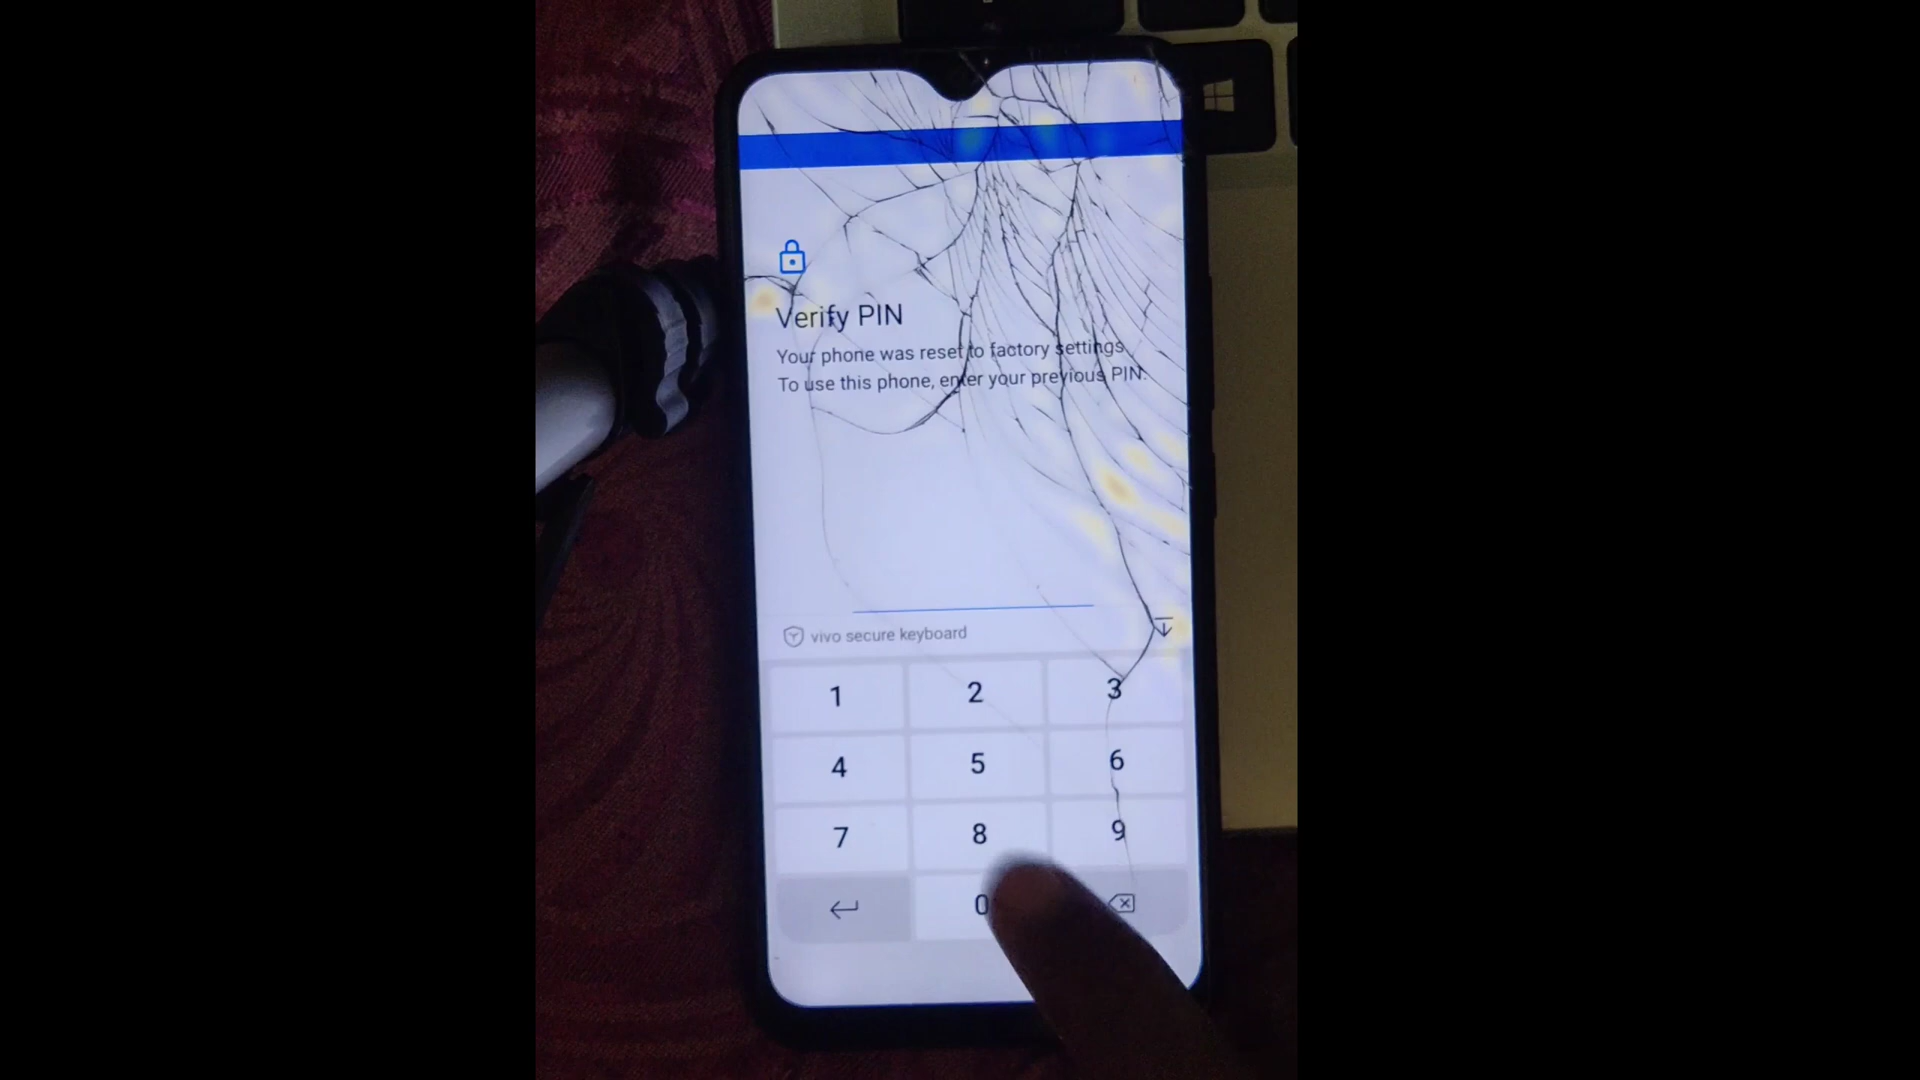 Verify PIN
Your phone was reset to factory settings.
To use this phone, enter your previous PIN.
vivo secure keyboard
1 2 3
4 5 6
7 8 9
0